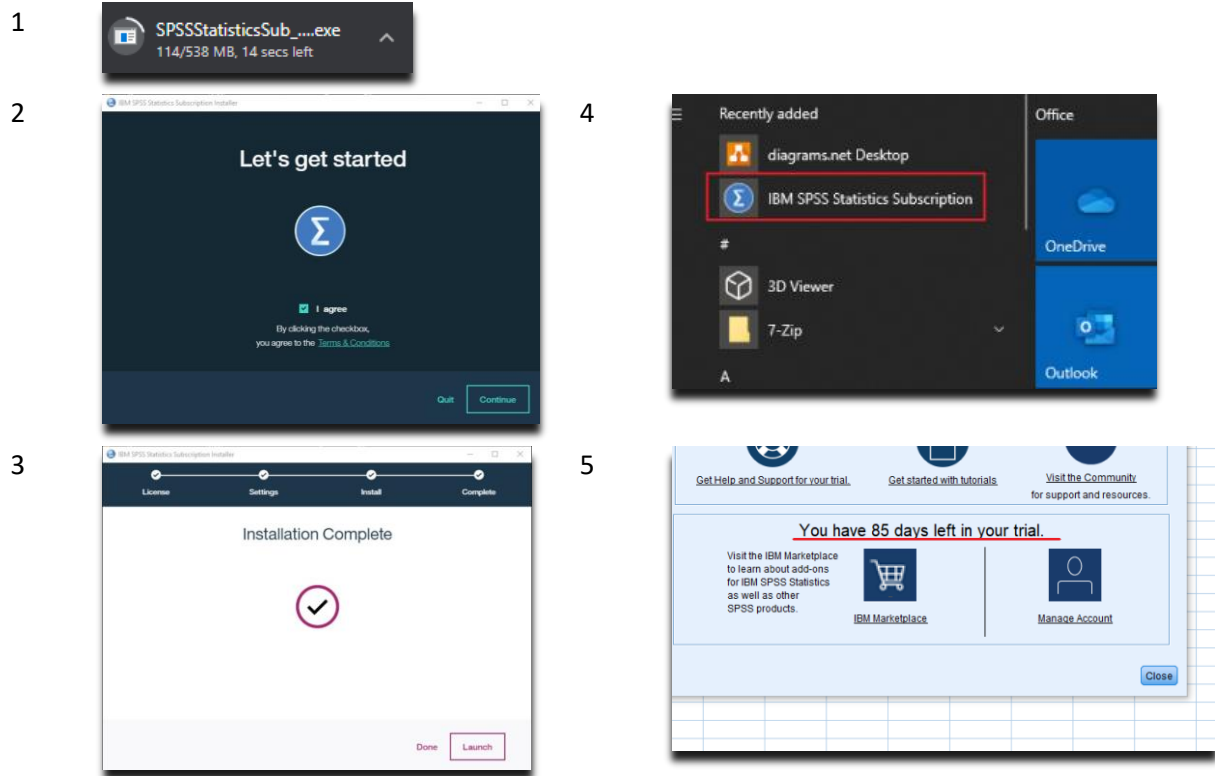 1
SPSSStatisticsSub_....exe
114/538 MB, 14 secs left
2
IBM SPSS Statistics Subscription Installer
Let's get started
Σ
I agree
By clicking the checkbox,
you agree to the Terms & Conditions
Quit Continue
3
IBM SPSS Statistics Subscription Installer
License Settings Install Complete
Installation Complete
Done Launch
4
Recently added
Office
diagrams.net Desktop
Σ IBM SPSS Statistics Subscription
#
OneDrive
3D Viewer
7-Zip
A
Outlook
5
Get Help and Support for your trial. Get started with tutorials Visit the Community
for support and resources.
You have 85 days left in your trial.
Visit the IBM Marketplace
to learn about add-ons
for IBM SPSS Statistics
as well as other
SPSS products.
IBM Marketplace Manage Account
Close